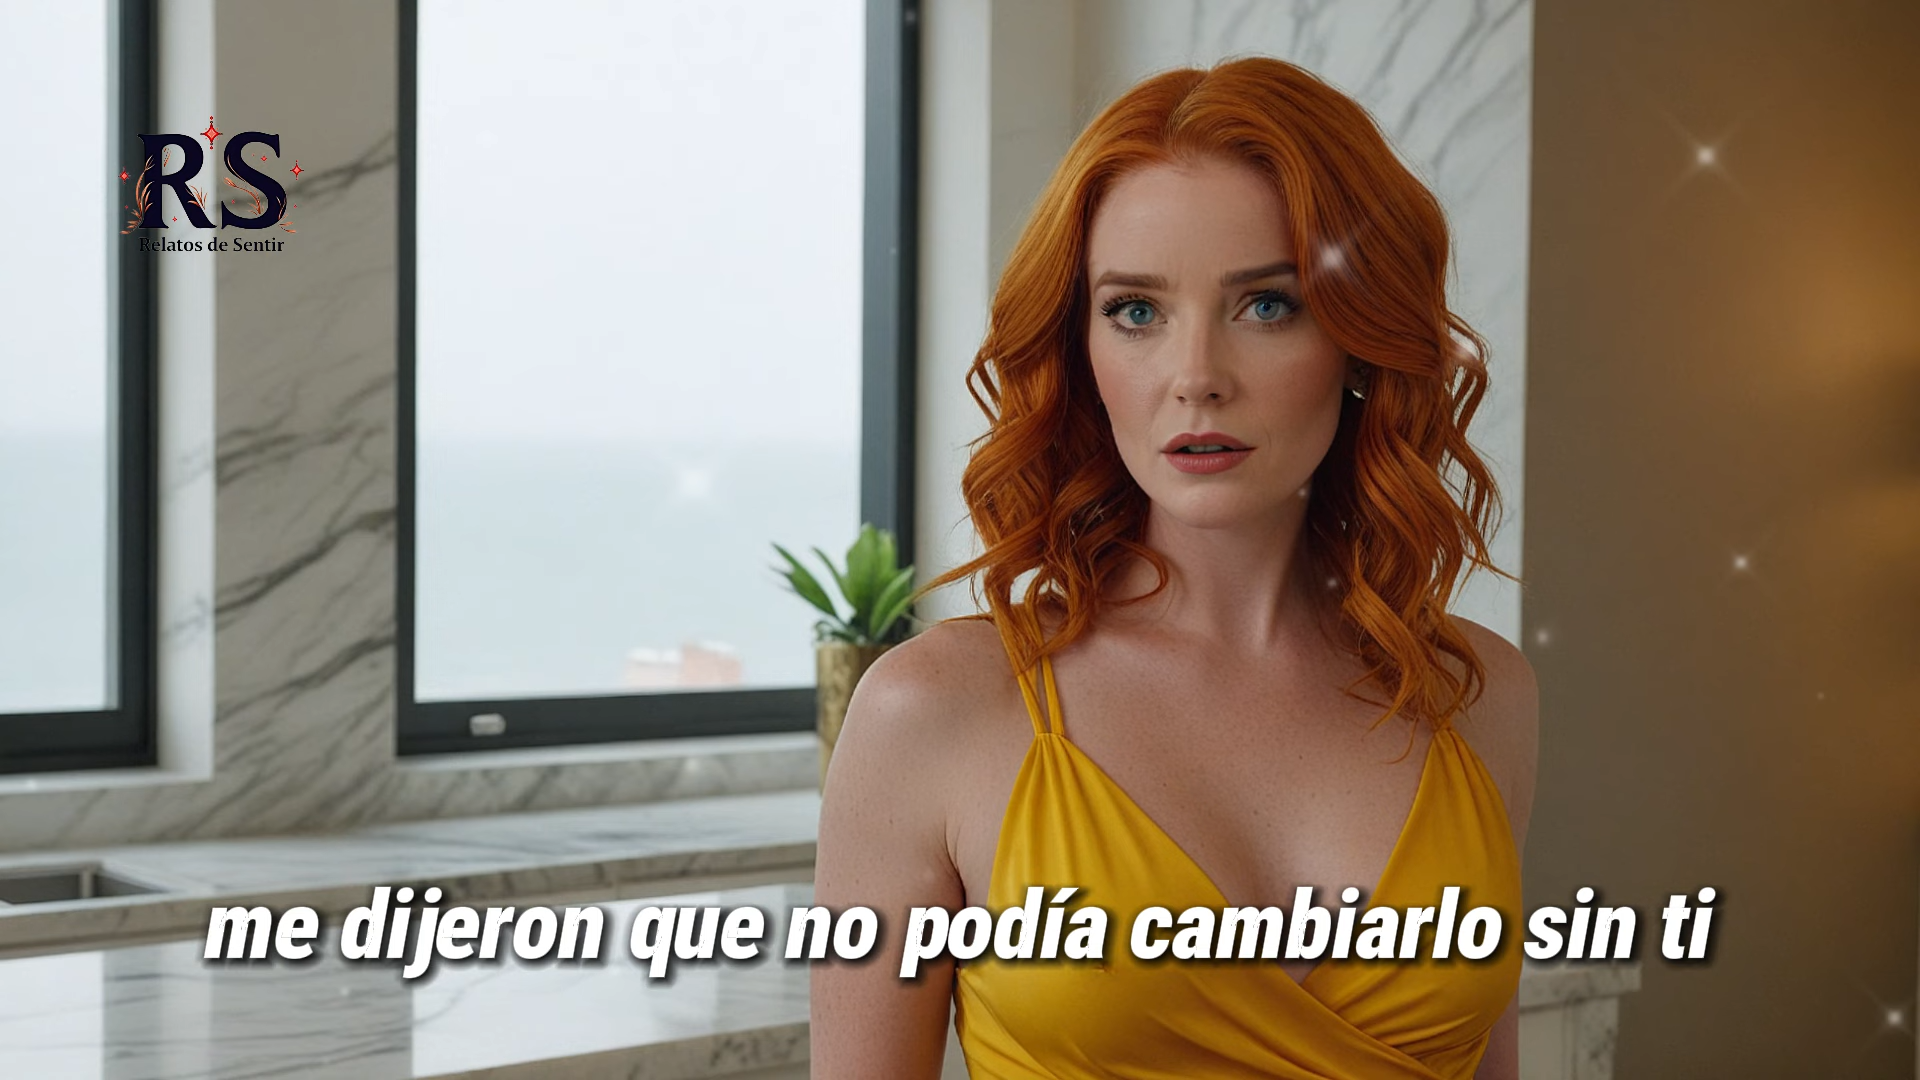 RS
Relatos de Sentir
me dijeron que no podía cambiarlo sin ti